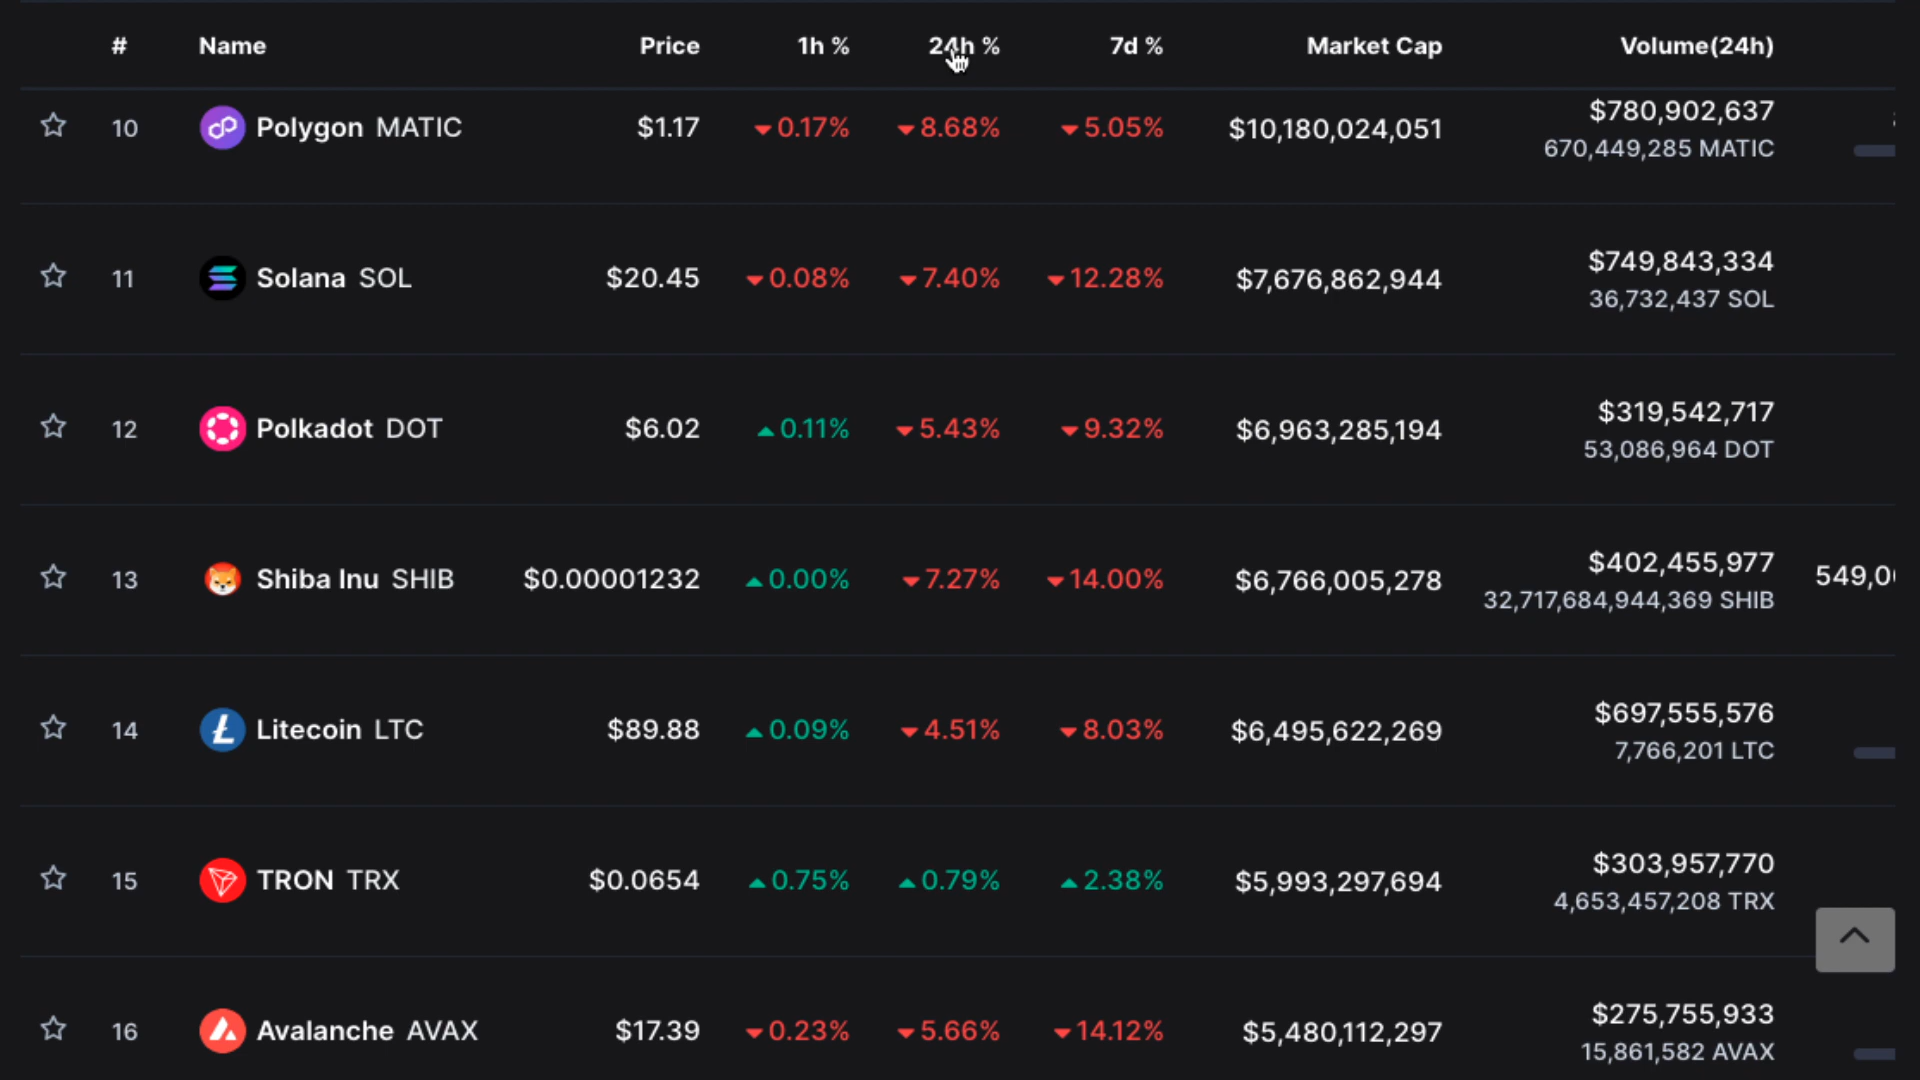 # Name Price 1h % 24h % 7d % Market Cap Volume(24h)
10 Polygon MATIC $1.17 0.17% 8.68% 5.05% $10,180,024,051 $780,902,637
670,449,285 MATIC
11 Solana SOL $20.45 0.08% 7.40% 12.28% $7,676,862,944 $749,843,334
36,732,437 SOL
12 Polkadot DOT $6.02 0.11% 5.43% 9.32% $6,963,285,194 $319,542,717
53,086,964 DOT
13 Shiba Inu SHIB $0.00001232 0.00% 7.27% 14.00% $6,766,005,278 $402,455,977
32,717,684,944,369 SHIB
549,0
14 Litecoin LTC $89.88 0.09% 4.51% 8.03% $6,495,622,269 $697,555,576
7,766,201 LTC
15 TRON TRX $0.0654 0.75% 0.79% 2.38% $5,993,297,694 $303,957,770
4,653,457,208 TRX
16 Avalanche AVAX $17.39 0.23% 5.66% 14.12% $5,480,112,297 $275,755,933
15,861,582 AVAX